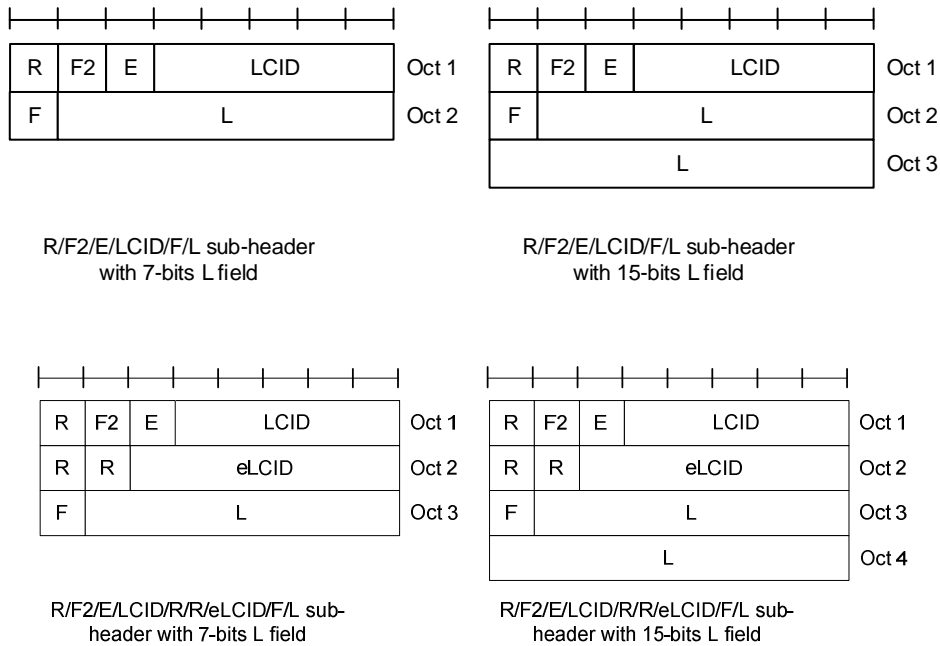 R F2 E LCID Oct 1
F L Oct 2
R/F2/E/LCID/F/L sub-header
with 7-bits L field
R F2 E LCID Oct 1
F L Oct 2
L Oct 3
R/F2/E/LCID/F/L sub-header
with 15-bits L field
R F2 E LCID Oct 1
R R eLCID Oct 2
F L Oct 3
R/F2/E/LCID/R/R/eLCID/F/L sub-
header with 7-bits L field
R F2 E LCID Oct 1
R R eLCID Oct 2
F L Oct 3
L Oct 4
R/F2/E/LCID/R/R/eLCID/F/L sub-
header with 15-bits L field